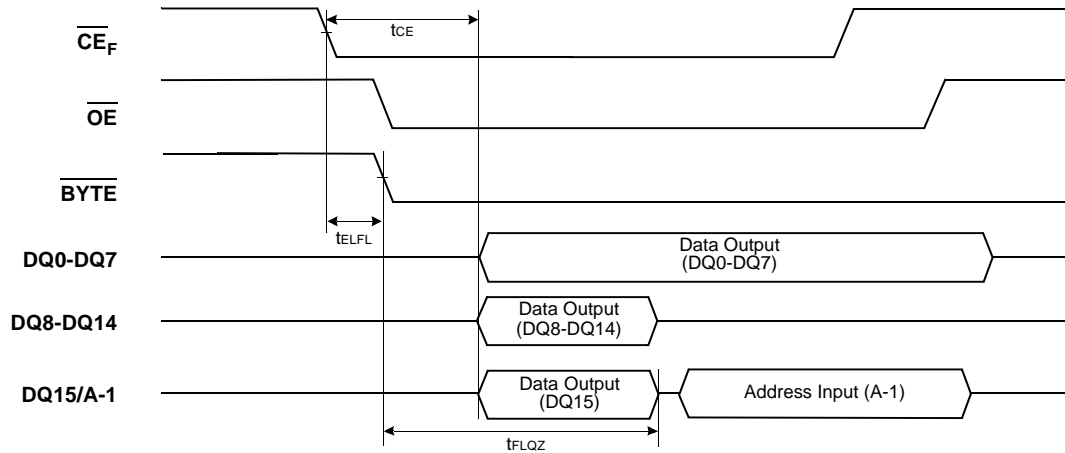 tCE
CEF
OE
BYTE
tELFL
DQ0-DQ7
Data Output
(DQ0-DQ7)
DQ8-DQ14
Data Output
(DQ8-DQ14)
DQ15/A-1
Data Output
(DQ15)
Address Input (A-1)
tFLQZ